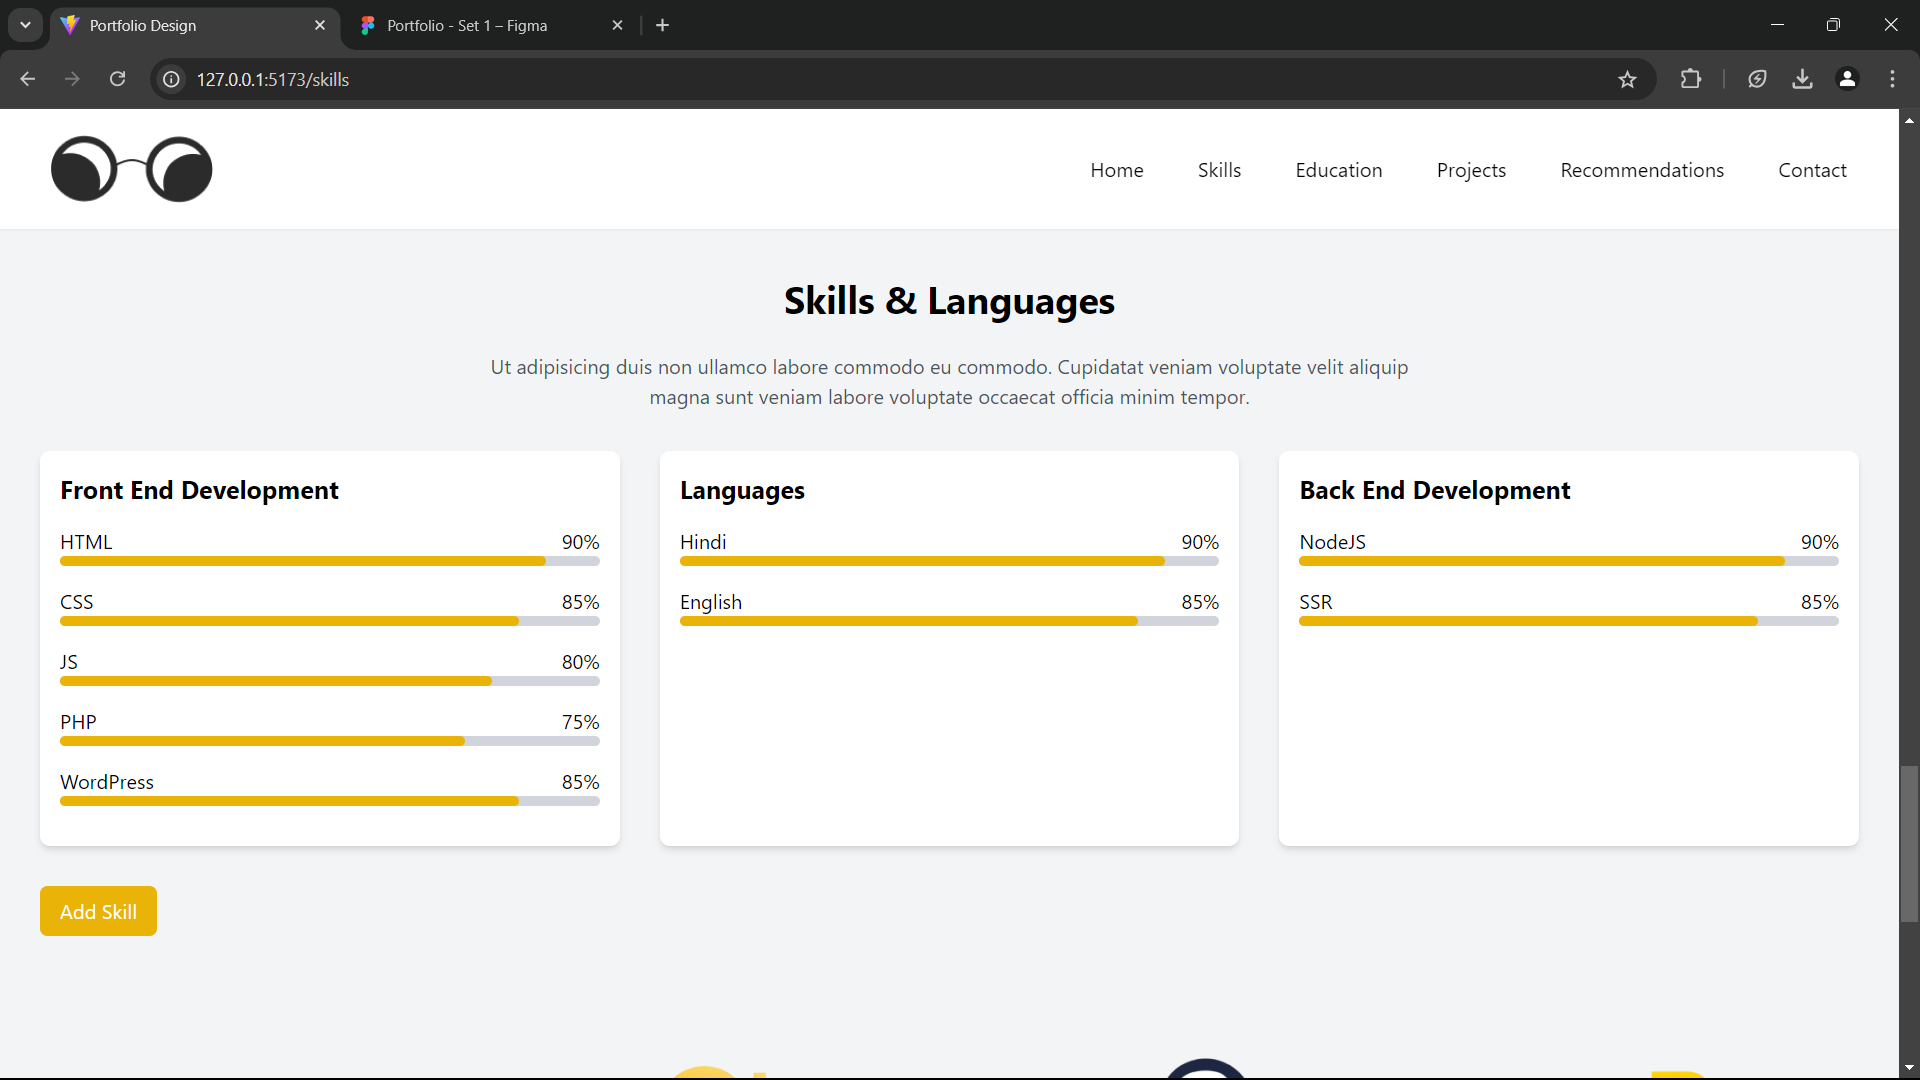 Portfolio Design
Portfolio - Set 1 – Figma
127.0.0.1:5173/skills
Home Skills Education Projects Recommendations Contact
Skills & Languages
Ut adipisicing duis non ullamco labore commodo eu commodo. Cupidatat veniam voluptate velit aliquip
magna sunt veniam labore voluptate occaecat officia minim tempor.
Front End Development
HTML 90%
CSS 85%
JS 80%
PHP 75%
WordPress 85%
Languages
Hindi 90%
English 85%
Back End Development
NodeJS 90%
SSR 85%
Add Skill